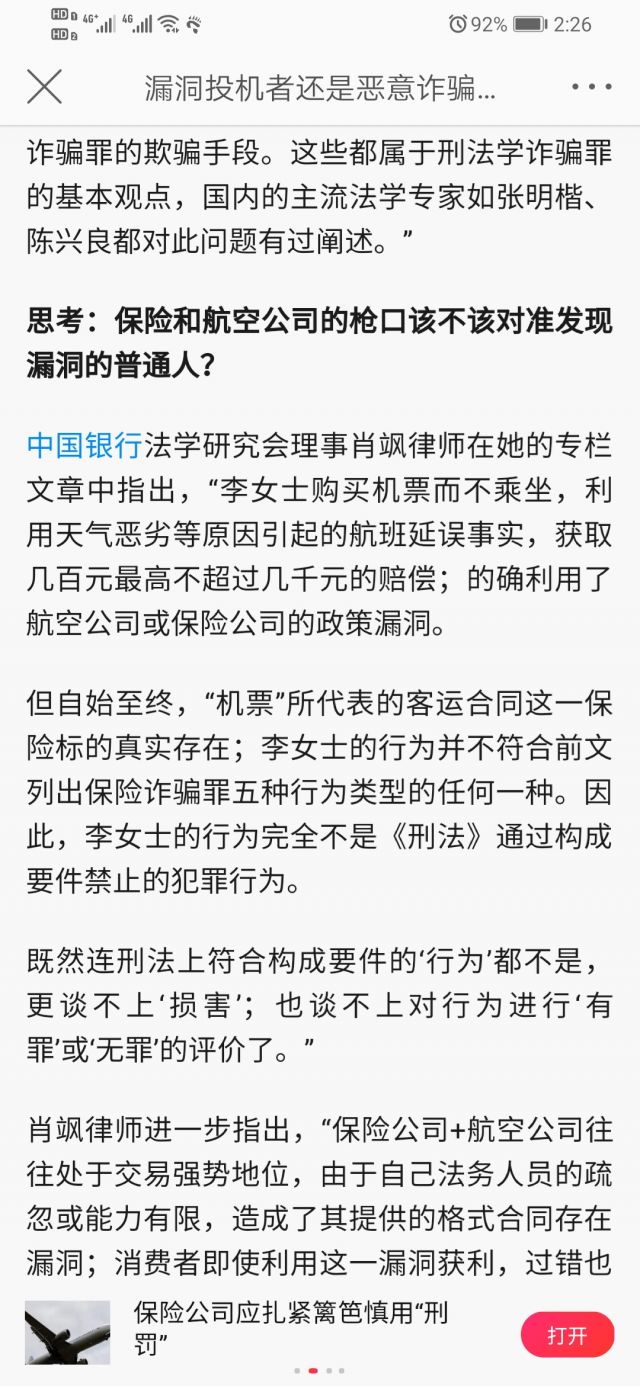 HD 1 4G+ 4G 92% 2:26
HD 2
漏洞投机者还是恶意诈骗...
诈骗罪的欺骗手段。这些都属于刑法学诈骗罪
的基本观点，国内的主流法学专家如张明楷、
陈兴良都对此问题有过阐述。”
思考：保险和航空公司的枪口该不该对准发现
漏洞的普通人？
中国银行法学研究会理事肖飒律师在她的专栏
文章中指出，“李女士购买机票而不乘坐，利
用天气恶劣等原因引起的航班延误事实，获取
几百元最高不超过几千元的赔偿；的确利用了
航空公司或保险公司的政策漏洞。
但自始至终，“机票”所代表的客运合同这一保
险标的真实存在；李女士的行为并不符合前文
列出保险诈骗罪五种行为类型的任何一种。因
此，李女士的行为完全不是《刑法》通过构成
要件禁止的犯罪行为。
既然连刑法上符合构成要件的‘行为’都不是，
更谈不上‘损害’；也谈不上对行为进行‘有
罪’或‘无罪’的评价了。”
肖飒律师进一步指出，“保险公司+航空公司往
往处于交易强势地位，由于自己法务人员的疏
忽或能力有限，造成了其提供的格式合同存在
漏洞；消费者即使利用这一漏洞获利，过错也
保险公司应扎紧篱笆慎用“刑
罚”
打开